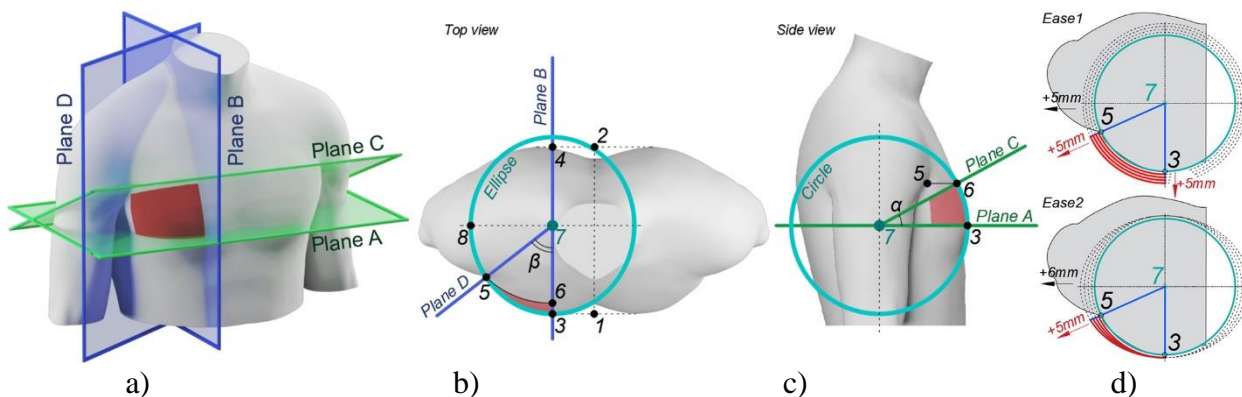 Plane D
Plane B
Plane C
Plane A
a)
Top view
Plane B
2
4
Ellipse
8
7
β
Plane D
5
6
3
1
b)
Side view
Plane C
5
6
Circle
α
Plane A
7
3
c)
Ease1
7
+5mm
5
3
+5mm
+5mm
Ease2
+6mm
7
5
+5mm
3
d)